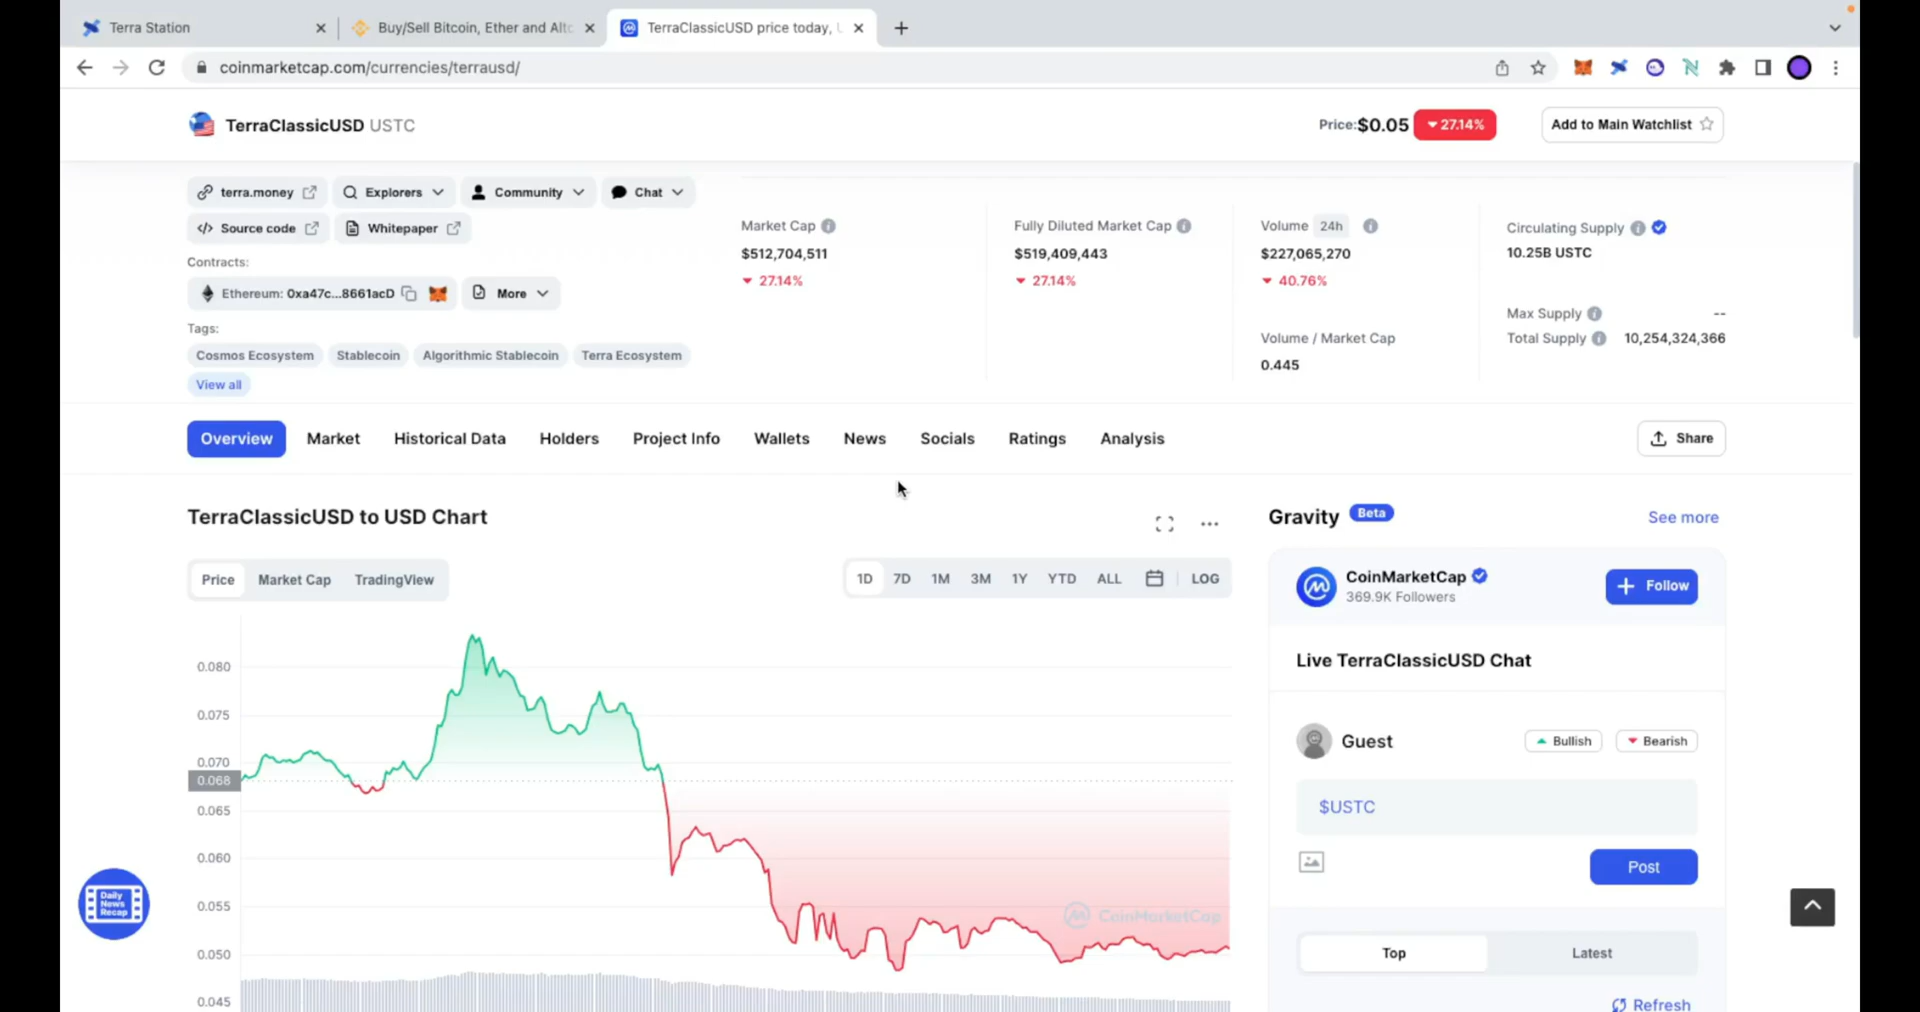 Terra Station
Buy/Sell Bitcoin, Ether and Altc
TerraClassicUSD price today, U
coinmarketcap.com/currencies/terrausd/
TerraClassicUSD USTC
Price:$0.05 27.14%
Add to Main Watchlist
terra.money
Explorers
Community
Chat
Source code
Whitepaper
Contracts:
Ethereum: 0xa47c...8661acD
More
Tags:
Cosmos Ecosystem
Stablecoin
Algorithmic Stablecoin
Terra Ecosystem
View all
Market Cap
$512,704,511
27.14%
Fully Diluted Market Cap
$519,409,443
27.14%
Volume 24h
$227,065,270
40.76%
Volume / Market Cap
0.445
Circulating Supply
10.25B USTC
Max Supply --
Total Supply 10,254,324,366
Overview
Market
Historical Data
Holders
Project Info
Wallets
News
Socials
Ratings
Analysis
Share
TerraClassicUSD to USD Chart
Price
Market Cap
TradingView
1D
7D
1M
3M
1Y
YTD
ALL
LOG
0.080
0.075
0.070
0.068
0.065
0.060
0.055
0.050
0.045
CoinMarketCap
Daily
News
Recap
Gravity Beta
See more
CoinMarketCap
369.9K Followers
Follow
Live TerraClassicUSD Chat
Guest
Bullish
Bearish
$USTC
Post
Top
Latest
Refresh